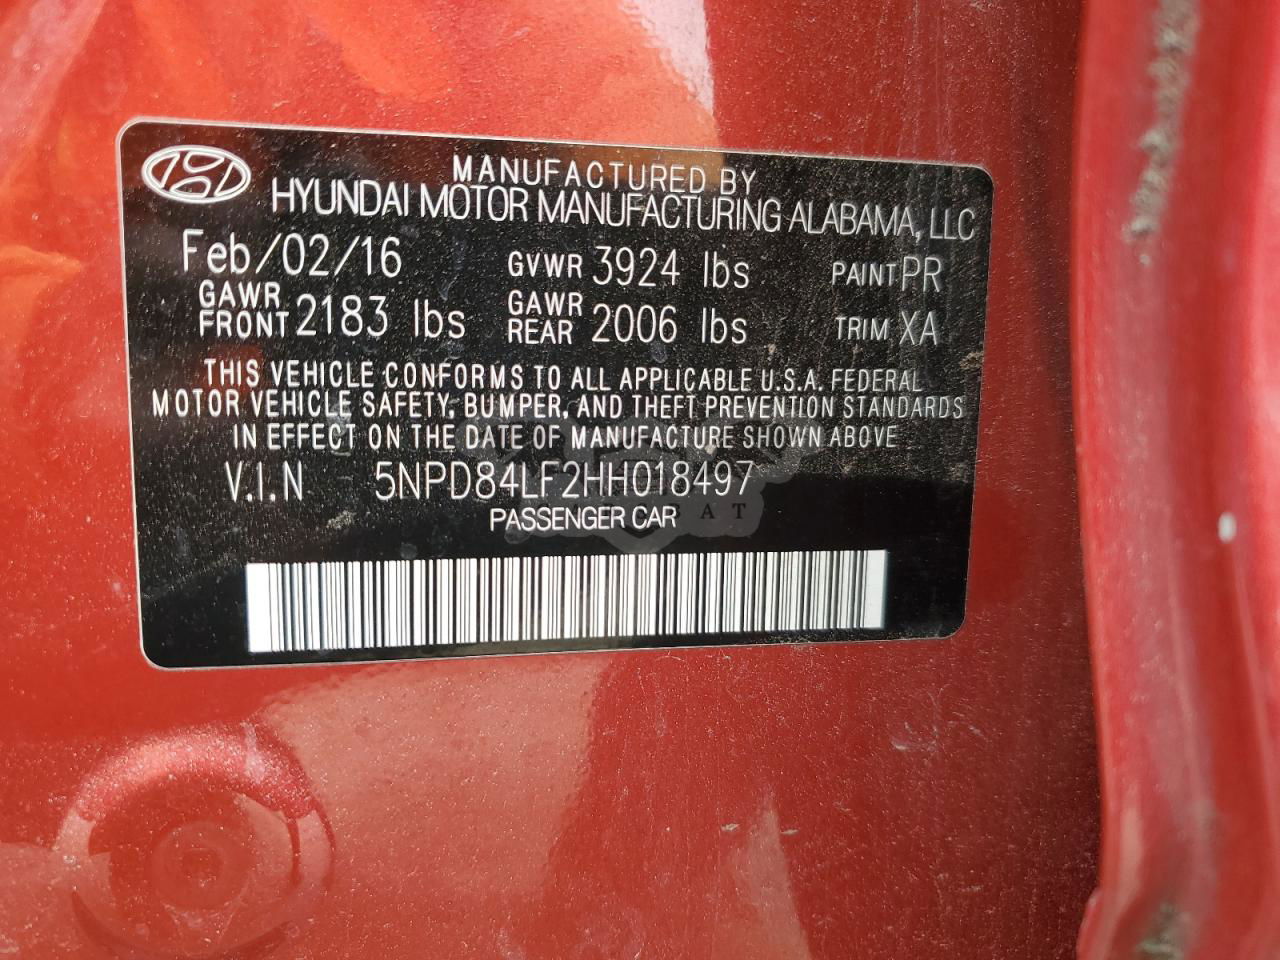 MANUFACTURED BY
HYUNDAI MOTOR MANUFACTURING ALABAMA, LLC
Feb/02/16 GVWR 3924 lbs PAINT PR
GAWR FRONT 2183 lbs GAWR REAR 2006 lbs TRIM XA
THIS VEHICLE CONFORMS TO ALL APPLICABLE U.S.A. FEDERAL
MOTOR VEHICLE SAFETY, BUMPER, AND THEFT PREVENTION STANDARDS
IN EFFECT ON THE DATE OF MANUFACTURE SHOWN ABOVE
V.I.N 5NPD84LF2HH018497
PASSENGER CAR